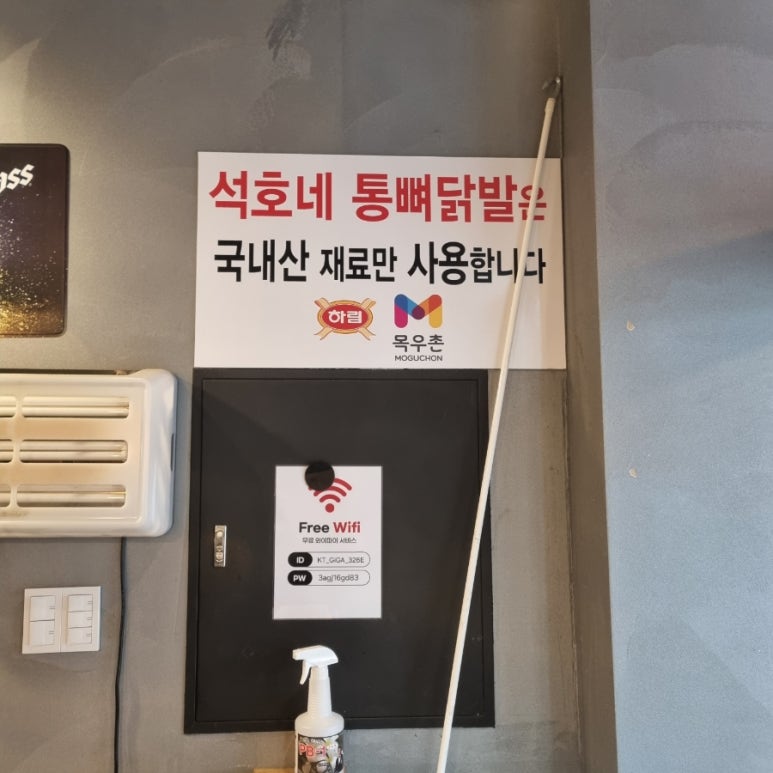 석호네 통뼈닭발은
국내산 재료만 사용합니다
하림
목우촌
MOGUCHON
Free Wifi
무료 와이파이 서비스
ID KT_GiGA_326E
PW 3agj16gd83